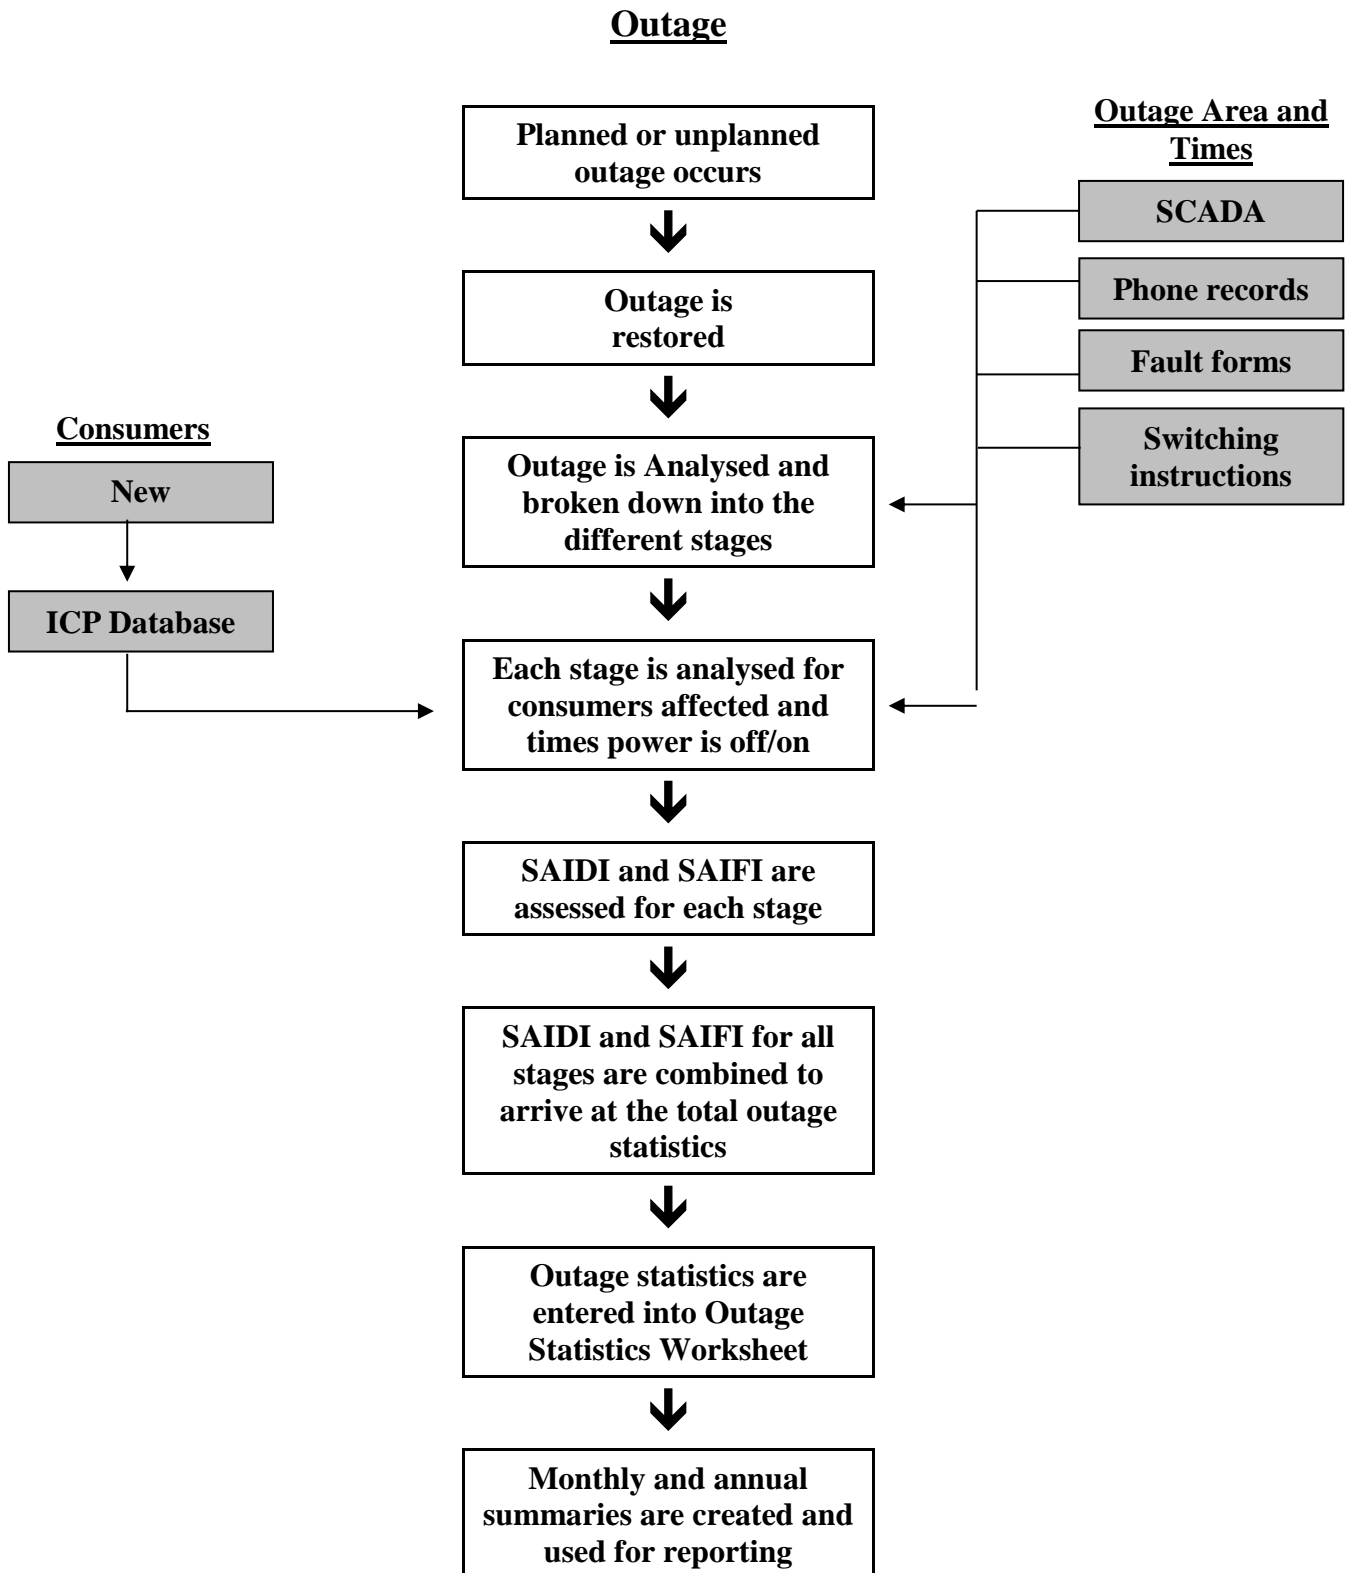 Outage
Planned or unplanned
outage occurs
Outage is
restored
Outage is Analysed and
broken down into the
different stages
Each stage is analysed for
consumers affected and
times power is off/on
SAIDI and SAIFI are
assessed for each stage
SAIDI and SAIFI for all
stages are combined to
arrive at the total outage
statistics
Outage statistics are
entered into Outage
Statistics Worksheet
Monthly and annual
summaries are created and
used for reporting
Consumers
New
ICP Database
Outage Area and
Times
SCADA
Phone records
Fault forms
Switching
instructions